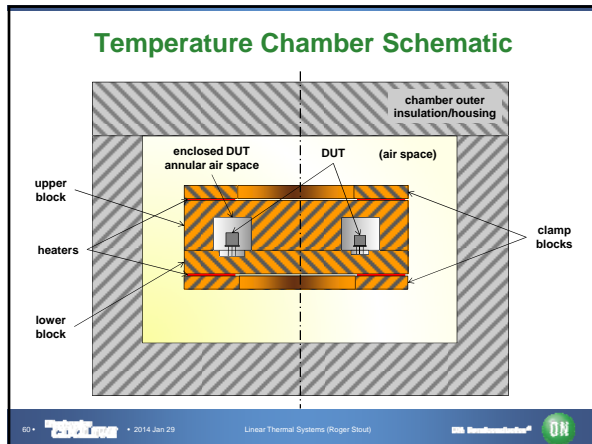 Temperature Chamber Schematic
chamber outer
insulation/housing
enclosed DUT
annular air space
DUT
(air space)
upper
block
heaters
clamp
blocks
lower
block
60 •
• 2014 Jan 29
Linear Thermal Systems (Roger Stout)
ON